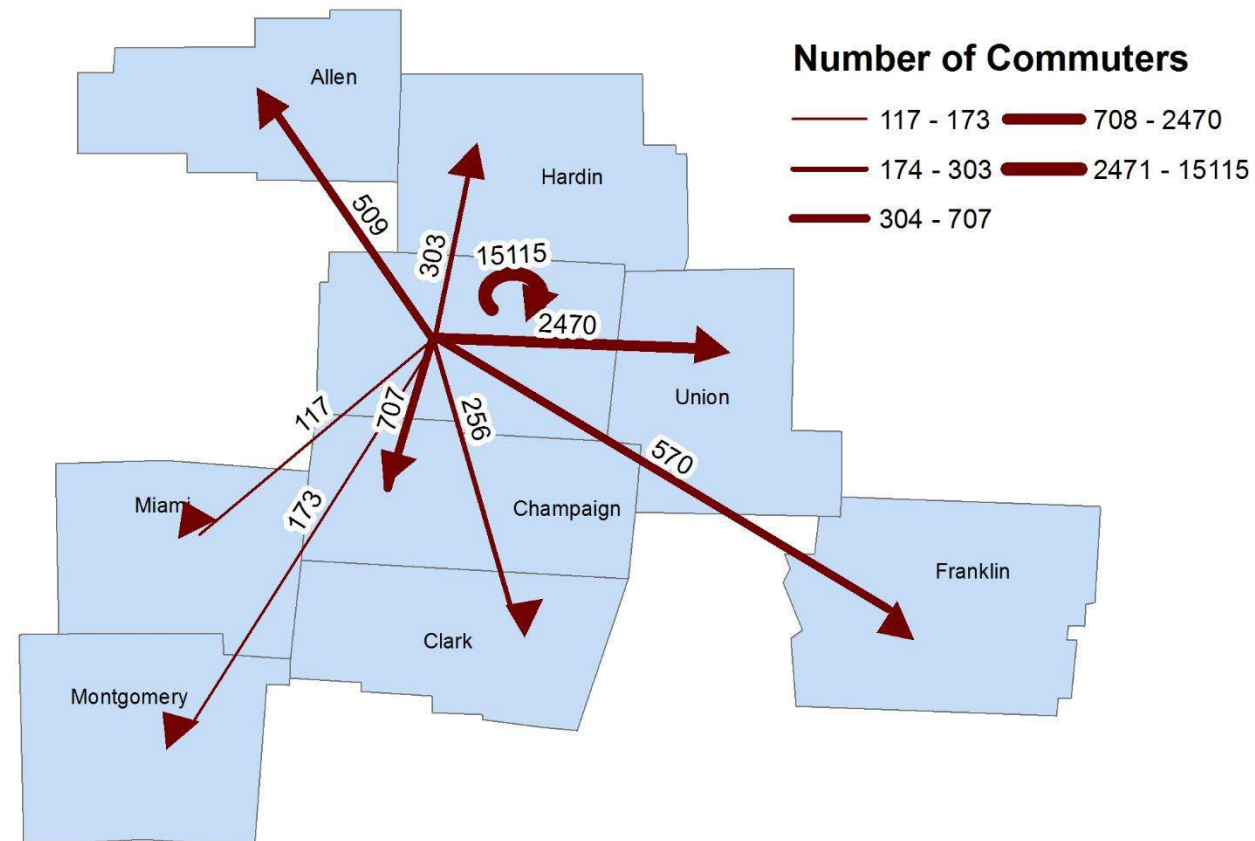 Number of Commuters
117 - 173
708 - 2470
174 - 303
2471 - 15115
304 - 707
Allen
Hardin
509
303
15115
2470
Union
117
707
256
570
173
Miami
Champaign
Franklin
Clark
Montgomery